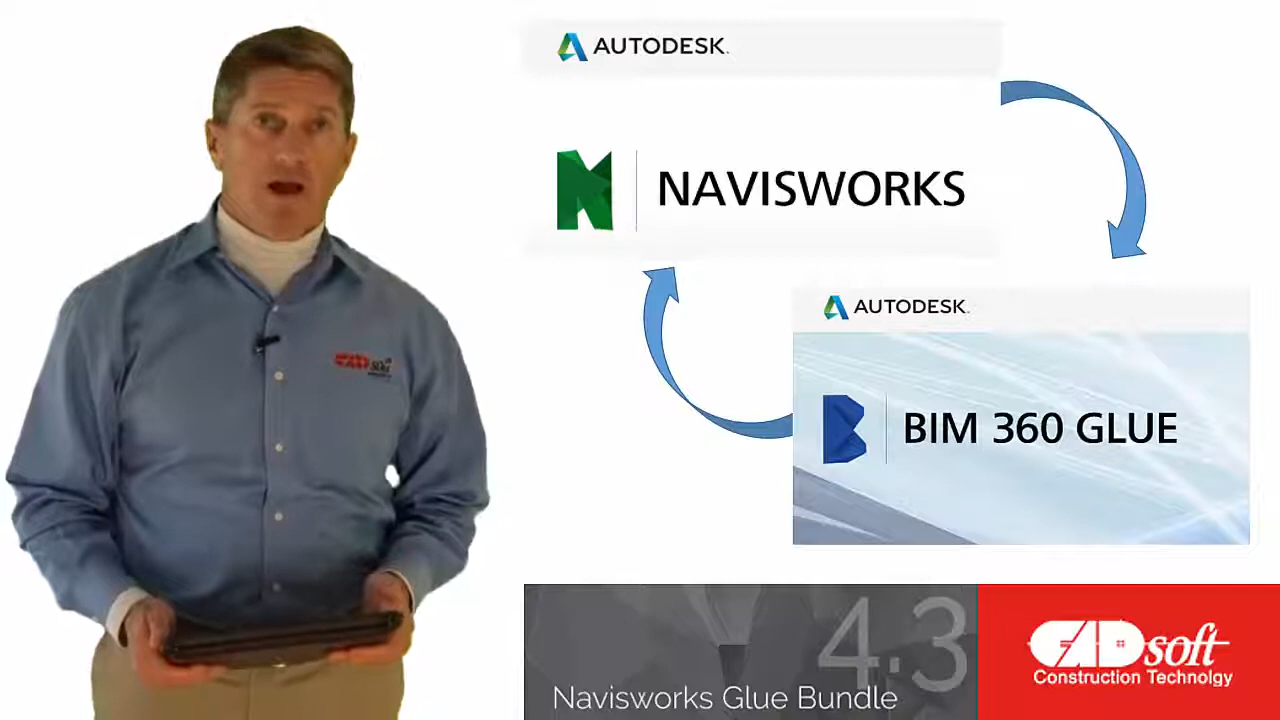 AUTODESK.
NAVISWORKS
AUTODESK.
BIM 360 GLUE
4.3
Navisworks Glue Bundle
CADsoft
Construction Technolgy